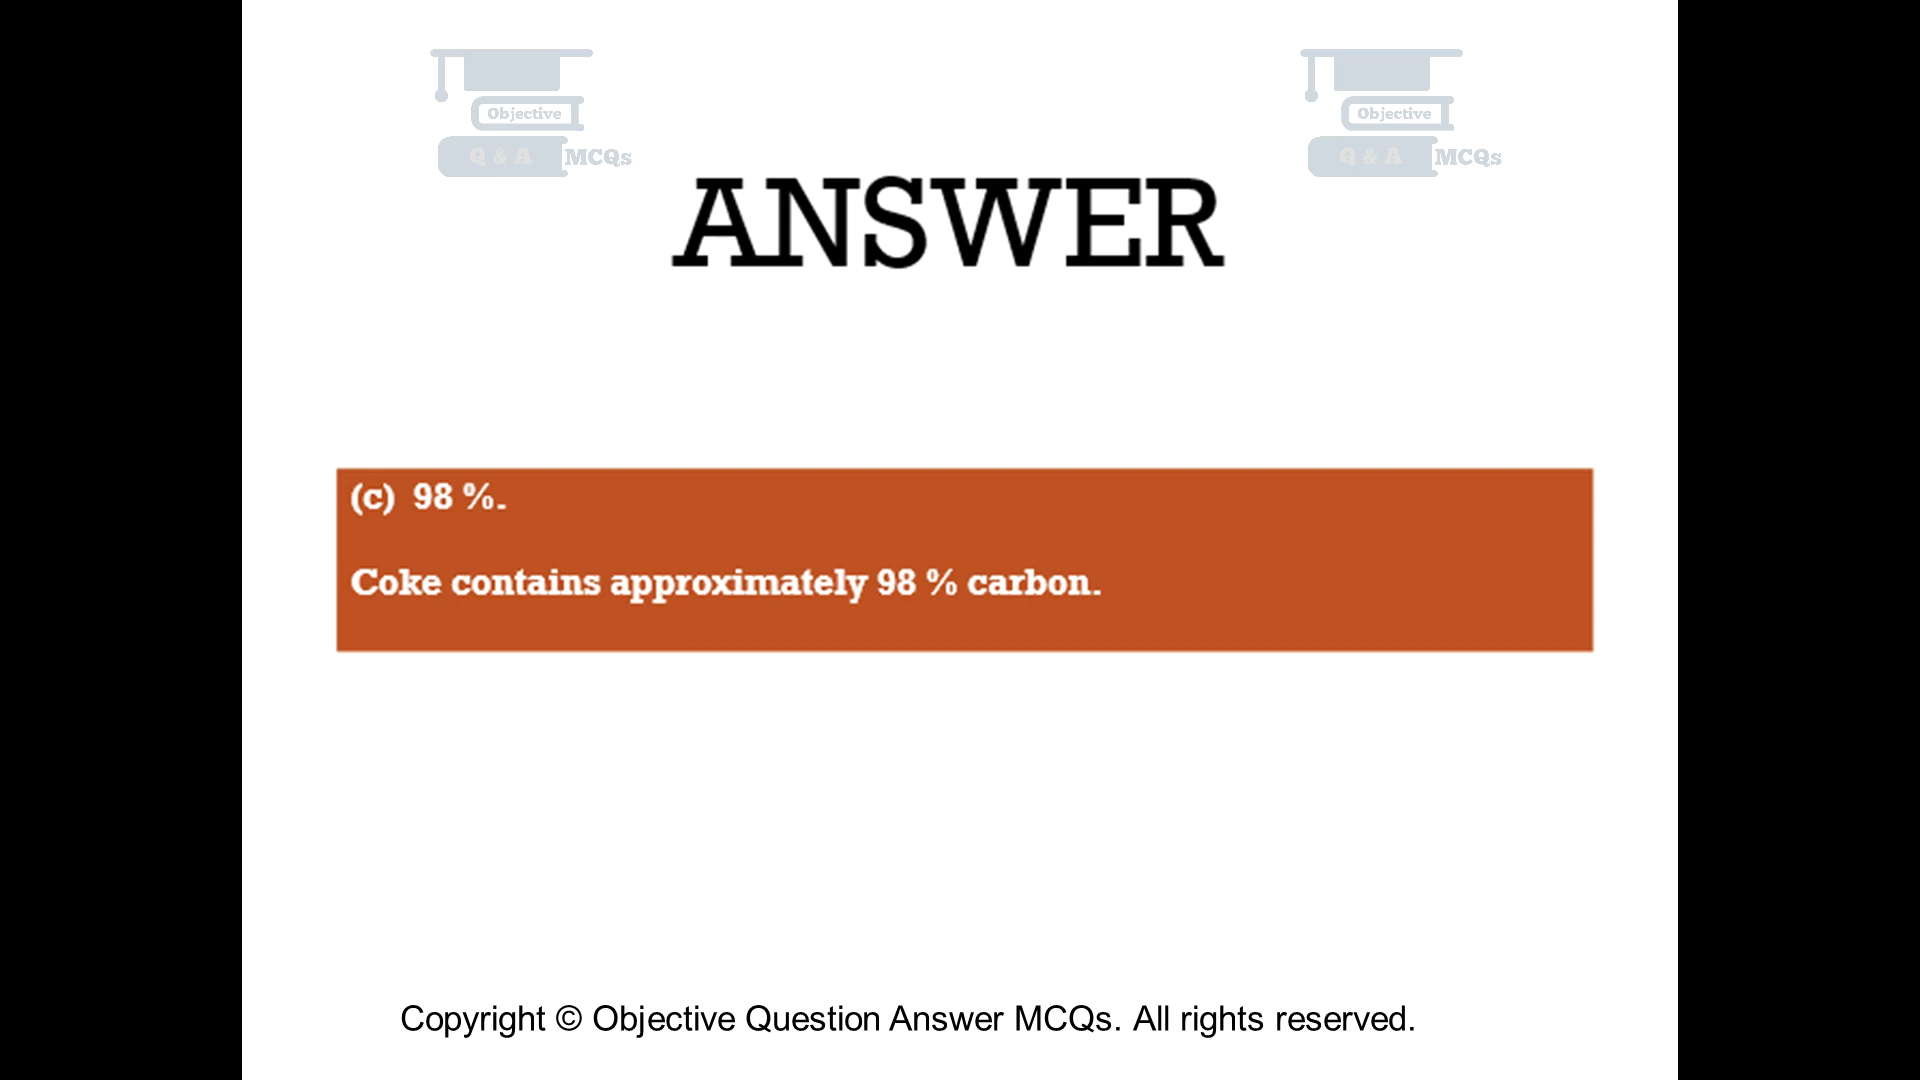 Objective
Q & A MCQs
Objective
Q & A MCQs
ANSWER
(c) 98 %.
Coke contains approximately 98 % carbon.
Copyright © Objective Question Answer MCQs. All rights reserved.